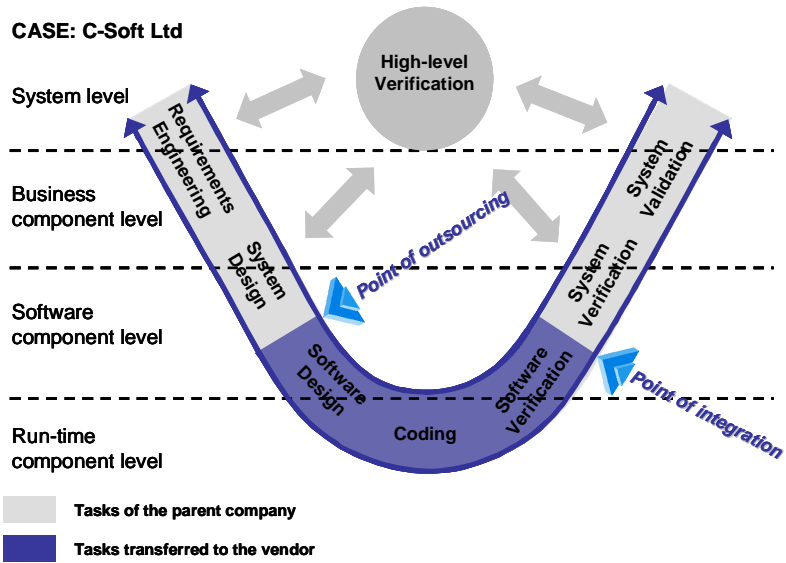 CASE: C-Soft Ltd
High-level
Verification
System level
Requirements
Engineering
System
Validation
Business
component level
Point of outsourcing
System
Design
System
Verification
Software
component level
Software
Design
Software
Verification
Point of integration
Coding
Run-time
component level
Tasks of the parent company
Tasks transferred to the vendor